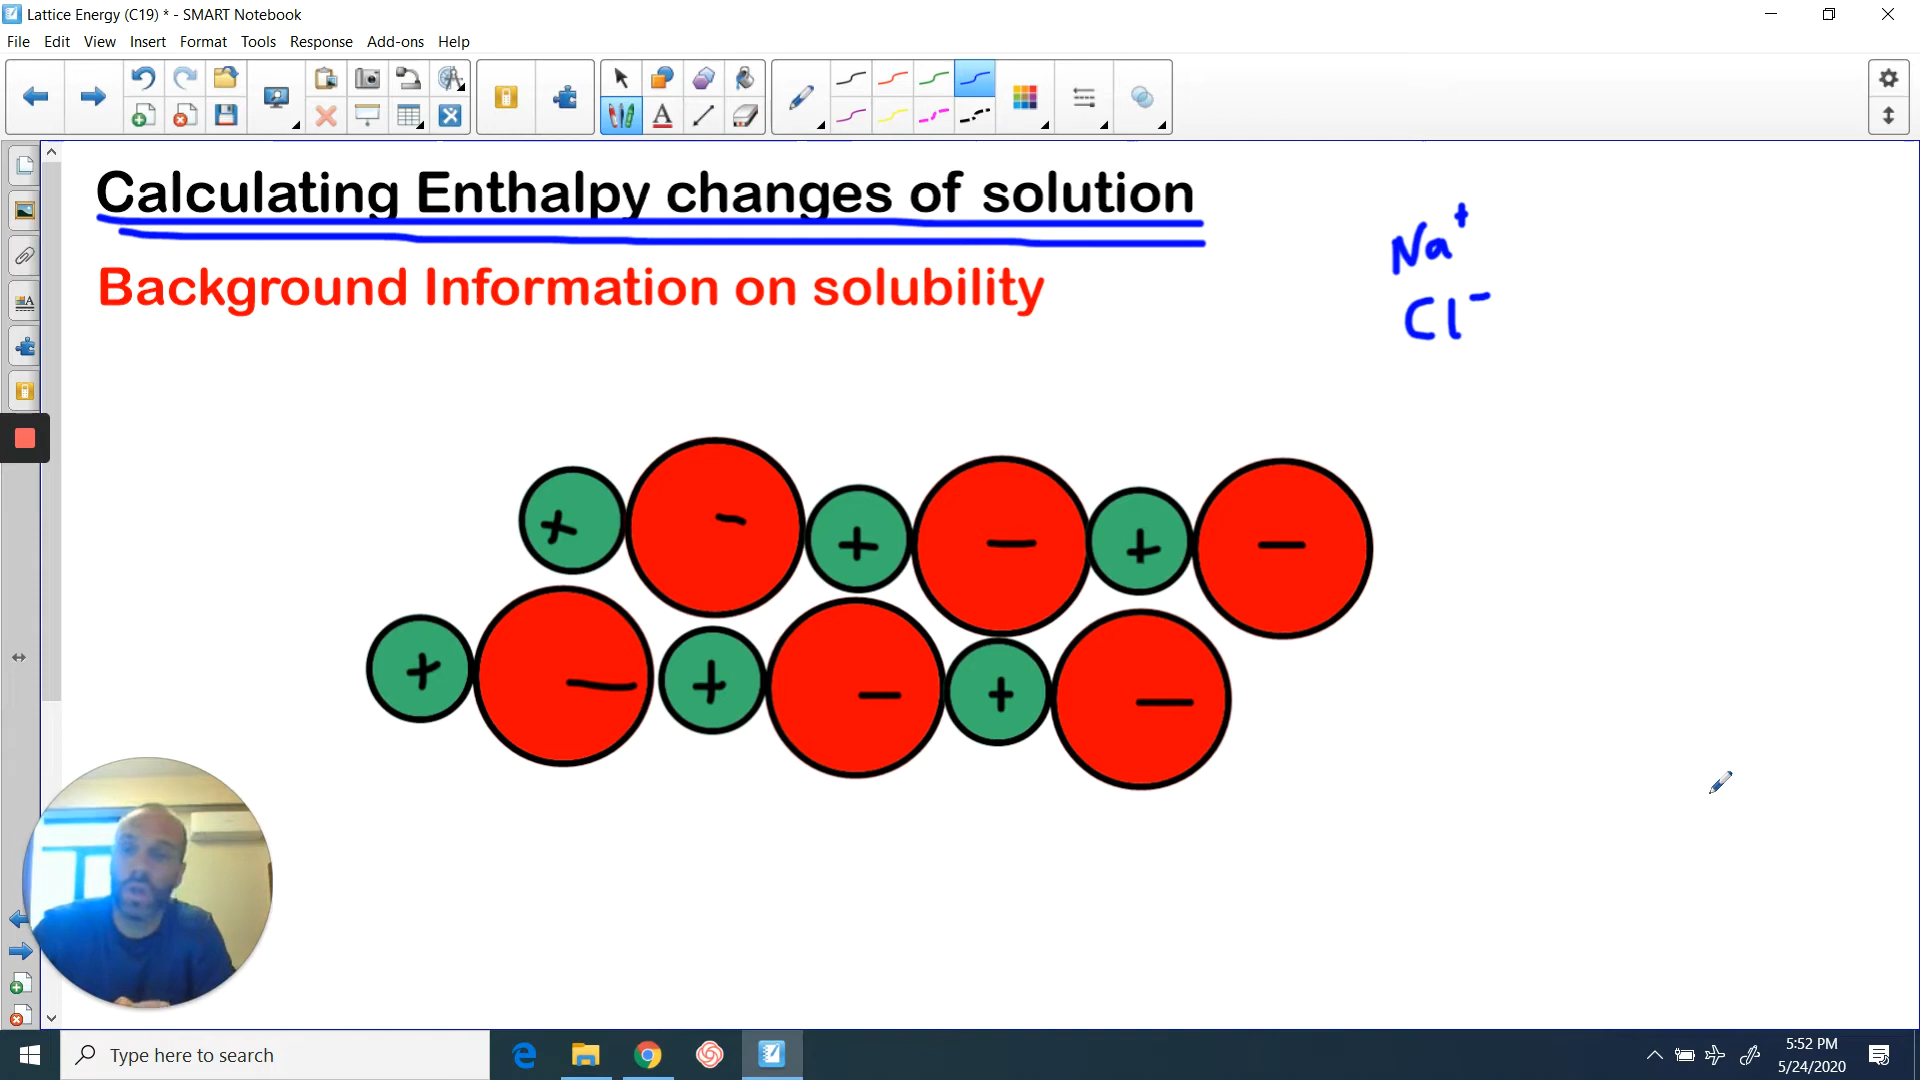 Lattice Energy (C19) * - SMART Notebook
File Edit View Insert Format Tools Response Add-ons Help
Calculating Enthalpy changes of solution
Na+
Background Information on solubility
Cl-
+ - + - + -
+ - + - + -
Type here to search
5:52 PM
5/24/2020